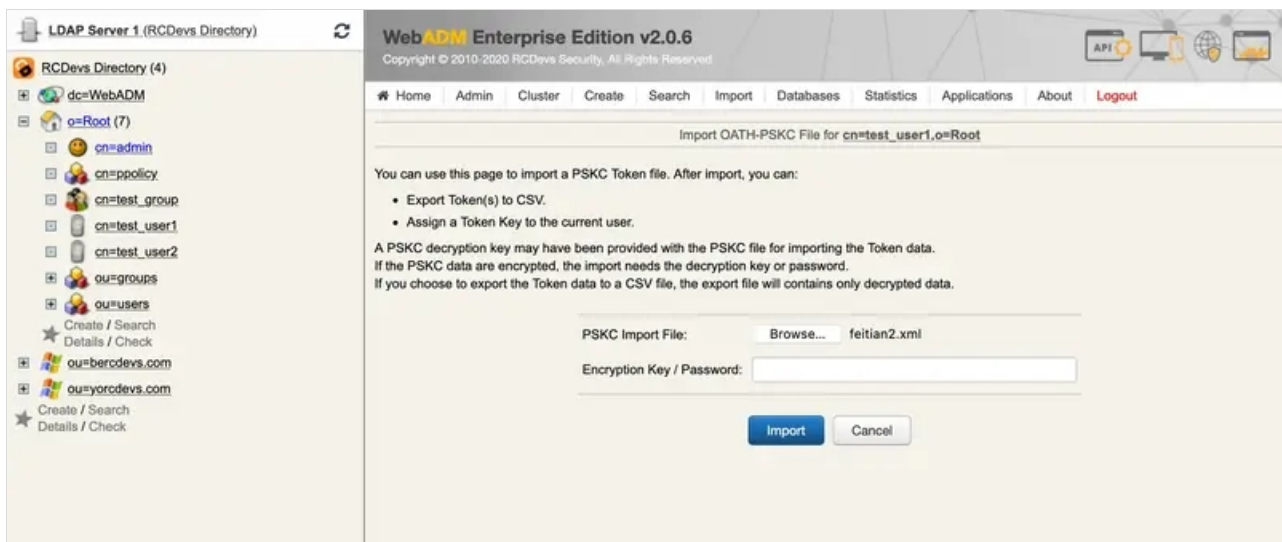 LDAP Server 1 (RCDevs Directory)
RCDevs Directory (4)
dc=WebADM
o=Root (7)
cn=admin
cn=ppolicy
cn=test_group
cn=test_user1
cn=test_user2
ou=groups
ou=users
Create / Search
Details / Check
ou=bercdevs.com
ou=yorcdevs.com
Create / Search
Details / Check
WebADM Enterprise Edition v2.0.6
Copyright © 2010-2020 RCDevs Security, All Rights Reserved
API
Home Admin Cluster Create Search Import Databases Statistics Applications About Logout
Import OATH-PSKC File for cn=test_user1,o=Root
You can use this page to import a PSKC Token file. After import, you can:
• Export Token(s) to CSV.
• Assign a Token Key to the current user.
A PSKC decryption key may have been provided with the PSKC file for importing the Token data.
If the PSKC data are encrypted, the import needs the decryption key or password.
If you choose to export the Token data to a CSV file, the export file will contains only decrypted data.
PSKC Import File: Browse... feitian2.xml
Encryption Key / Password:
Import Cancel